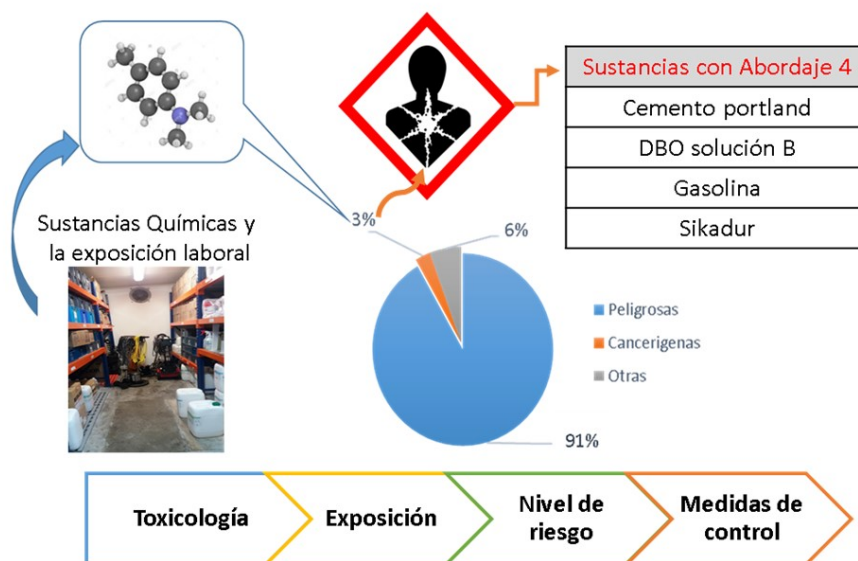 Sustancias Químicas y
la exposición laboral
3%
6%
91%
Peligrosas
Cancerigenas
Otras
Sustancias con Abordaje 4
Cemento portland
DBO solución B
Gasolina
Sikadur
Toxicología
Exposición
Nivel de
riesgo
Medidas de
control